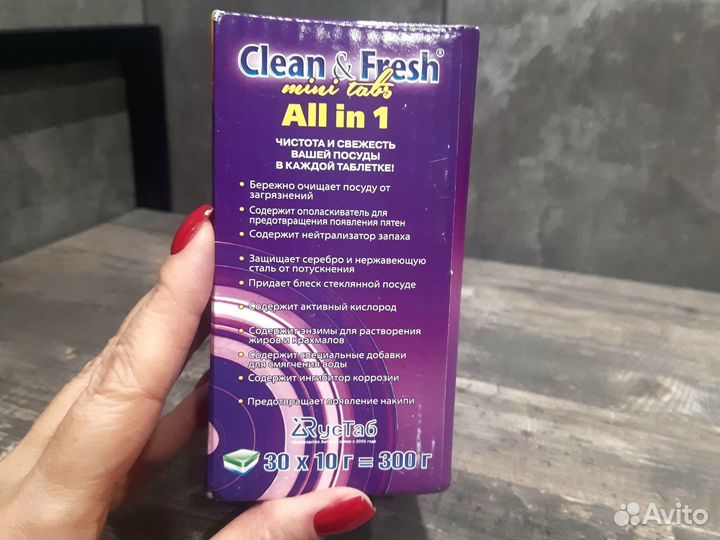 Clean & Fresh®
mini tabs
All in 1
ЧИСТОТА И СВЕЖЕСТЬ
ВАШЕЙ ПОСУДЫ
В КАЖДОЙ ТАБЛЕТКЕ!
• Бережно очищает посуду от
загрязнений
• Содержит ополаскиватель для
предотвращения появления пятен
• Содержит нейтрализатор запаха
• Защищает серебро и нержавеющую
сталь от потускнения
• Придает блеск стеклянной посуде
• Содержит активный кислород
• Содержит энзимы для растворения
жиров и крахмалов
• Содержит специальные добавки
для смягчения воды
• Содержит ингибитор коррозии
• Предотвращает появление накипи
РусТаб
с 2002 года
30 х 10 г = 300 г
Avito